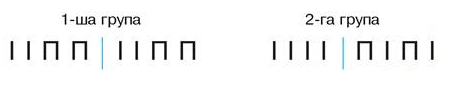 1-ша група 2-га група
І І П П | І І П П І І І І | П І П І